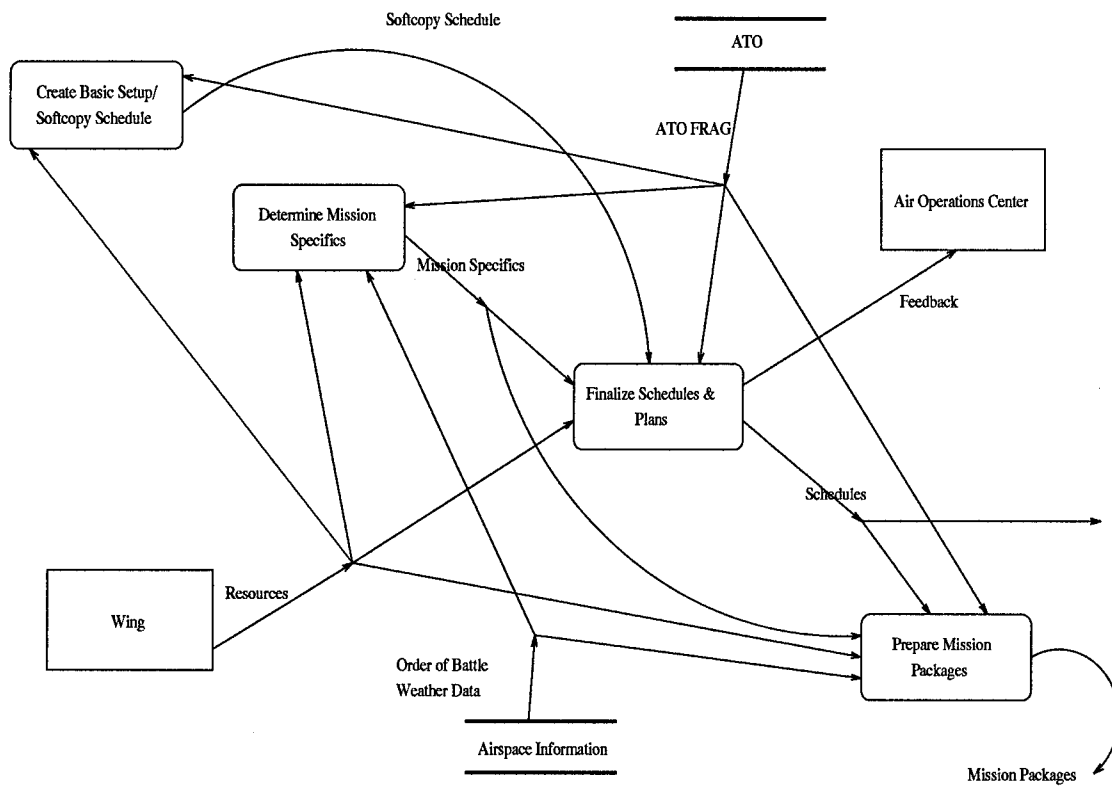 Softcopy Schedule
ATO
Create Basic Setup/
Softcopy Schedule
ATO FRAG
Air Operations Center
Determine Mission
Specifics
Mission Specifics
Feedback
Finalize Schedules &
Plans
Schedules
Resources
Wing
Prepare Mission
Packages
Order of Battle
Weather Data
Airspace Information
Mission Packages